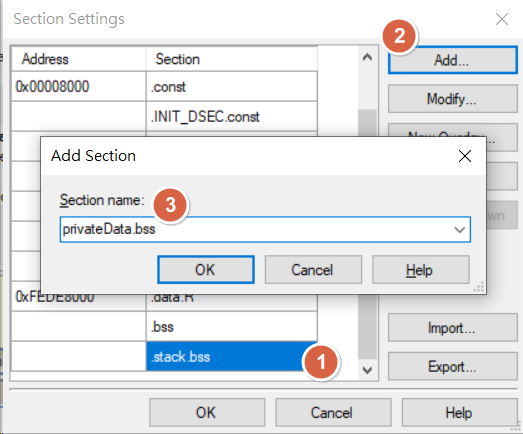 Section Settings
2
Address Section
Add...
0x00008000 .const
Modify...
.INIT_DSEC.const
New Overlay...
Add Section
Section name:
3
privateData.bss
OK Cancel Help
0xFEDE8000 .data.R
.bss
Import...
.stack.bss
1
Export...
OK Cancel Help